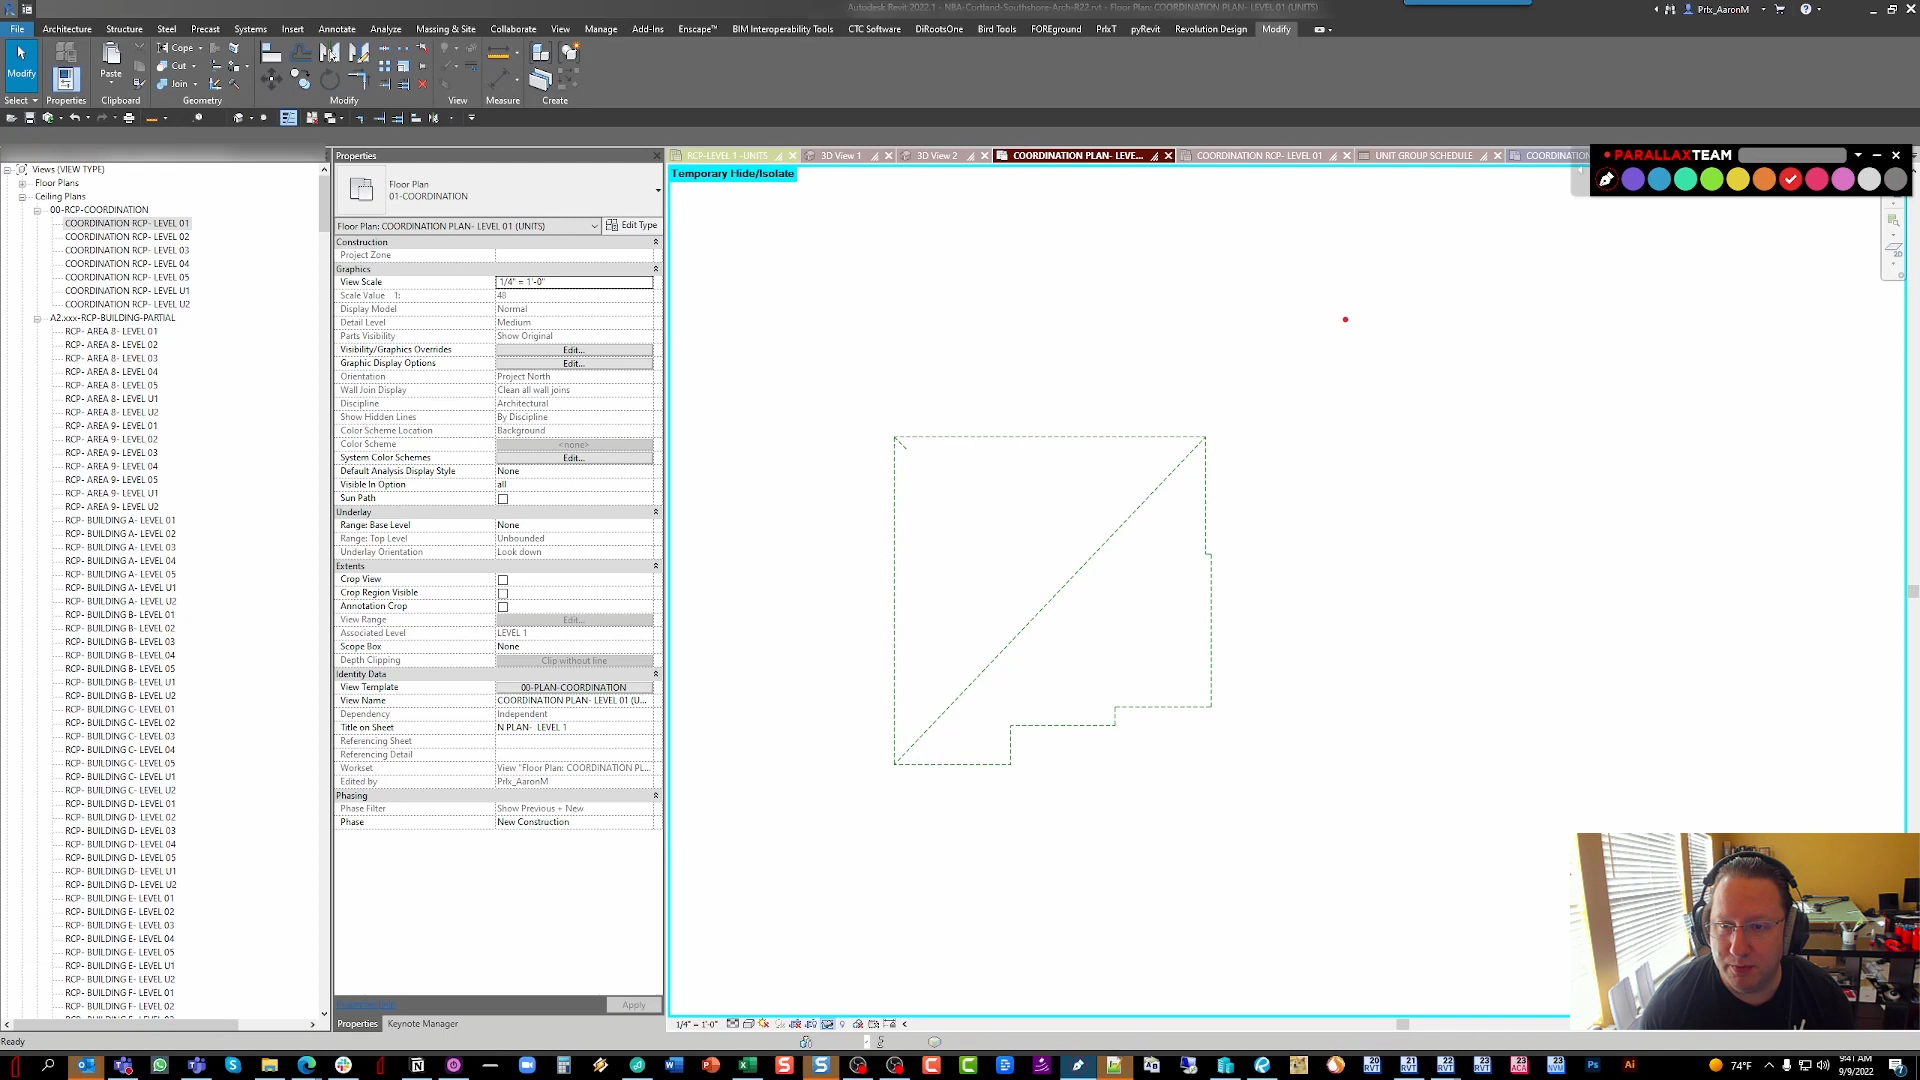 Autodesk Revit 2022.1 - NBA-Cortland-Southshore-Arch-R22.rvt - Floor Plan: COORDINATION PLAN- LEVEL 01 (UNITS)
Prlx_AaronM
File Architecture Structure Steel Precast Systems Insert Annotate Analyze Massing & Site Collaborate View Manage Add-Ins Enscape™ BIM Interoperability Tools CTC Software DiRootsOne Bird Tools FOREground PrlxT pyRevit Revolution Design Modify
Cope
Cut
Join
Modify Paste
Select Properties Clipboard Geometry Modify View Measure Create
Views (VIEW TYPE)
Floor Plans
Ceiling Plans
00-RCP-COORDINATION
COORDINATION RCP- LEVEL 01
COORDINATION RCP- LEVEL 02
COORDINATION RCP- LEVEL 03
COORDINATION RCP- LEVEL 04
COORDINATION RCP- LEVEL 05
COORDINATION RCP- LEVEL U1
COORDINATION RCP- LEVEL U2
A2.xxx-RCP-BUILDING-PARTIAL
RCP- AREA 8- LEVEL 01
RCP- AREA 8- LEVEL 02
RCP- AREA 8- LEVEL 03
RCP- AREA 8- LEVEL 04
RCP- AREA 8- LEVEL 05
RCP- AREA 8- LEVEL U1
RCP- AREA 8- LEVEL U2
RCP- AREA 9- LEVEL 01
RCP- AREA 9- LEVEL 02
RCP- AREA 9- LEVEL 03
RCP- AREA 9- LEVEL 04
RCP- AREA 9- LEVEL 05
RCP- AREA 9- LEVEL U1
RCP- AREA 9- LEVEL U2
RCP- BUILDING A- LEVEL 01
RCP- BUILDING A- LEVEL 02
RCP- BUILDING A- LEVEL 03
RCP- BUILDING A- LEVEL 04
RCP- BUILDING A- LEVEL 05
RCP- BUILDING A- LEVEL U1
RCP- BUILDING A- LEVEL U2
RCP- BUILDING B- LEVEL 01
RCP- BUILDING B- LEVEL 02
RCP- BUILDING B- LEVEL 03
RCP- BUILDING B- LEVEL 04
RCP- BUILDING B- LEVEL 05
RCP- BUILDING B- LEVEL U1
RCP- BUILDING B- LEVEL U2
RCP- BUILDING C- LEVEL 01
RCP- BUILDING C- LEVEL 02
RCP- BUILDING C- LEVEL 03
RCP- BUILDING C- LEVEL 04
RCP- BUILDING C- LEVEL 05
RCP- BUILDING C- LEVEL U1
RCP- BUILDING C- LEVEL U2
RCP- BUILDING D- LEVEL 01
RCP- BUILDING D- LEVEL 02
RCP- BUILDING D- LEVEL 03
RCP- BUILDING D- LEVEL 04
RCP- BUILDING D- LEVEL 05
RCP- BUILDING D- LEVEL U1
RCP- BUILDING D- LEVEL U2
RCP- BUILDING E- LEVEL 01
RCP- BUILDING E- LEVEL 02
RCP- BUILDING E- LEVEL 03
RCP- BUILDING E- LEVEL 04
RCP- BUILDING E- LEVEL 05
RCP- BUILDING E- LEVEL U1
RCP- BUILDING E- LEVEL U2
RCP- BUILDING F- LEVEL 01
RCP- BUILDING F- LEVEL 02
Properties
Floor Plan
01-COORDINATION
Floor Plan: COORDINATION PLAN- LEVEL 01 (UNITS) Edit Type
Construction
Project Zone
Graphics
View Scale 1/4" = 1'-0"
Scale Value 1: 48
Display Model Normal
Detail Level Medium
Parts Visibility Show Original
Visibility/Graphics Overrides Edit...
Graphic Display Options Edit...
Orientation Project North
Wall Join Display Clean all wall joins
Discipline Architectural
Show Hidden Lines By Discipline
Color Scheme Location Background
Color Scheme <none>
System Color Schemes Edit...
Default Analysis Display Style None
Visible In Option all
Sun Path
Underlay
Range: Base Level None
Range: Top Level Unbounded
Underlay Orientation Look down
Extents
Crop View
Crop Region Visible
Annotation Crop
View Range Edit...
Associated Level LEVEL 1
Scope Box None
Depth Clipping Clip without line
Identity Data
View Template 00-PLAN-COORDINATION
View Name COORDINATION PLAN- LEVEL 01 (U...
Dependency Independent
Title on Sheet N PLAN- LEVEL 1
Referencing Sheet
Referencing Detail
Workset View "Floor Plan: COORDINATION PL...
Edited by Prlx_AaronM
Phasing
Phase Filter Show Previous + New
Phase New Construction
Apply
Properties Keynote Manager
RCP-LEVEL 1 -UNITS 3D View 1 3D View 2 COORDINATION PLAN- LEVE... COORDINATION RCP- LEVEL 01 UNIT GROUP SCHEDULE COORDINATION
Temporary Hide/Isolate
PARALLAXTEAM
2D
1/4" = 1'-0"
Ready
74°F
9:41 AM
9/9/2022